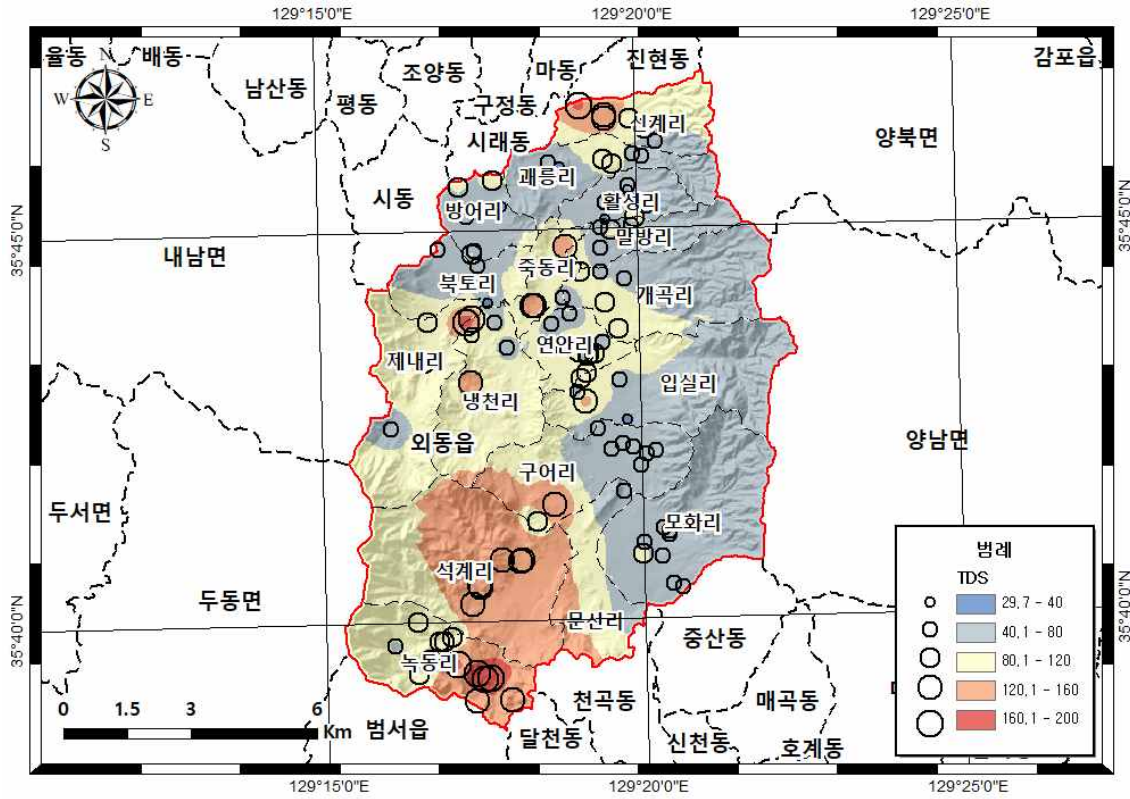 129°15'0"E 129°20'0"E 129°25'0"E
율동 배동 조양동 마동 진현동 감포읍
N
남산동 평동 구정동
W E
S
신계리 양북면
시래동
괘릉리
시동 방어리 활성리
말방리
35°45'0"N 35°45'0"N
내남면 죽동리
북토리 개곡리
연안리
제내리 입실리
냉천리
외동읍 양남면
구어리
두서면 모화리
범례
TDS
석계리 29.7 - 40
두동면 40.1 - 80
문산리 중산동 80.1 - 120
35°40'0"N 35°40'0"N
녹동리 120.1 - 160
천곡동 매곡동 160.1 - 200
0 1.5 3 6
Km
범서읍 달천동 신천동 호계동
129°15'0"E 129°20'0"E 129°25'0"E